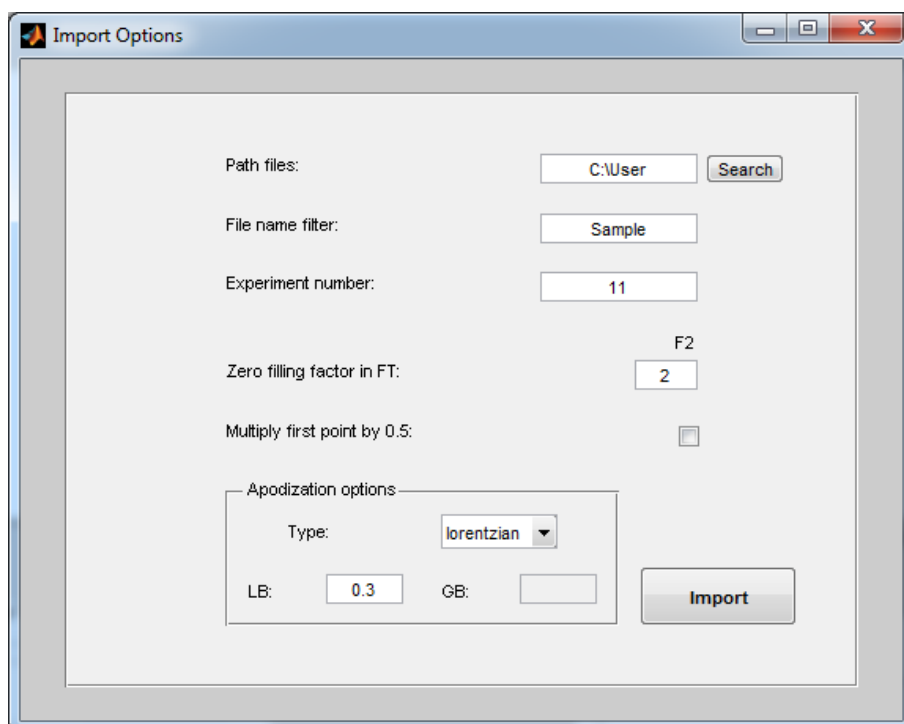 Import Options
Path files: C:\User Search
File name filter: Sample
Experiment number: 11
F2
Zero filling factor in FT: 2
Multiply first point by 0.5:
Apodization options
Type: lorentzian
LB: 0.3 GB:
Import